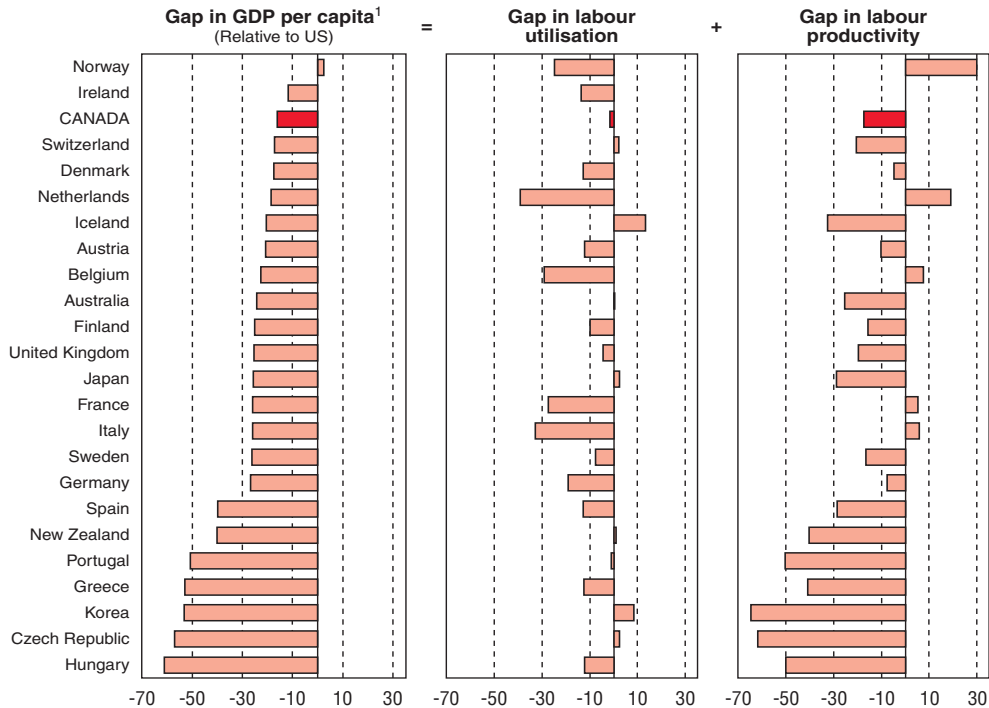 Gap in GDP per capita1
(Relative to US)
=
Gap in labour
utilisation
+
Gap in labour
productivity
Norway
Ireland
CANADA
Switzerland
Denmark
Netherlands
Iceland
Austria
Belgium
Australia
Finland
United Kingdom
Japan
France
Italy
Sweden
Germany
Spain
New Zealand
Portugal
Greece
Korea
Czech Republic
Hungary
-70 -50 -30 -10 10 30
-70 -50 -30 -10 10 30
-70 -50 -30 -10 10 30